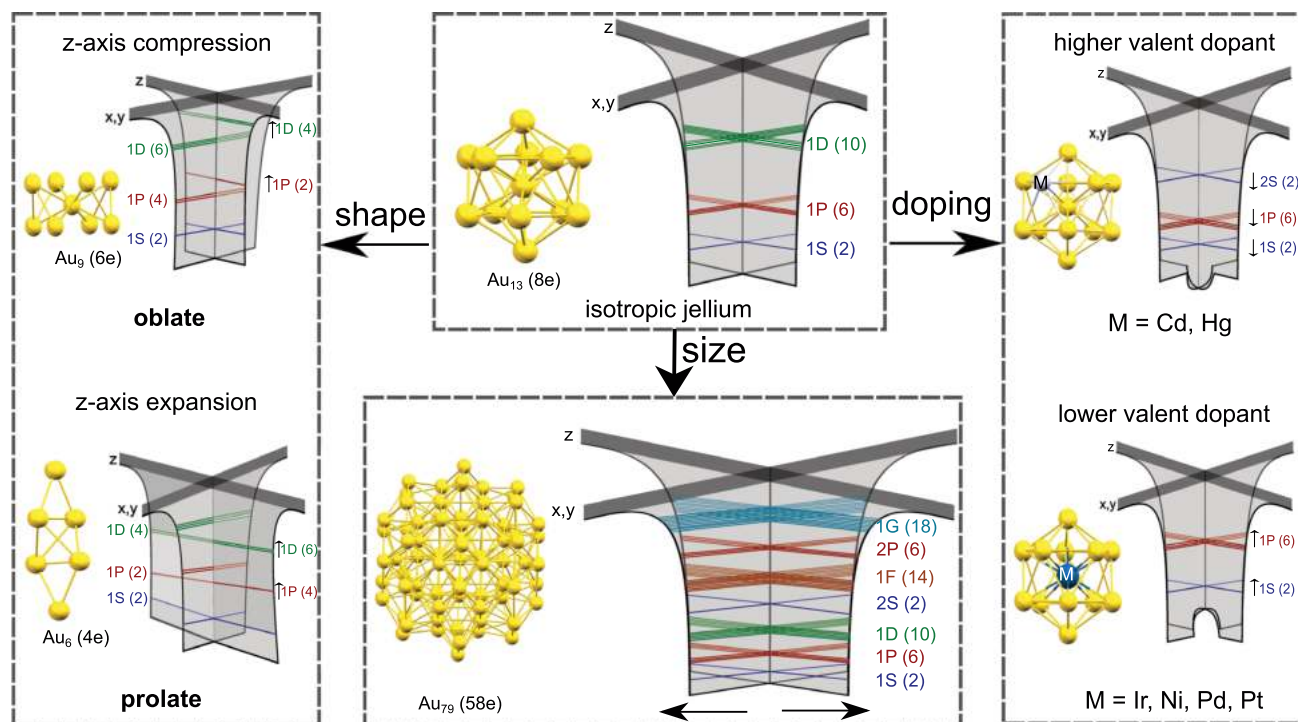 z-axis compression
z
x,y
1D (6)
↑1D (4)
1P (4)
↑1P (2)
1S (2)
Au₉ (6e)
oblate
z-axis expansion
z
x,y
1D (4)
↑1D (6)
1P (2)
↑1P (4)
1S (2)
Au₆ (4e)
prolate
shape
z
x,y
1D (10)
1P (6)
1S (2)
Au₁₃ (8e)
isotropic jellium
size
doping
z
x,y
1G (18)
2P (6)
1F (14)
2S (2)
1D (10)
1P (6)
1S (2)
Au₇₉ (58e)
higher valent dopant
z
x,y
M
↓2S (2)
↓1P (6)
↓1S (2)
M = Cd, Hg
lower valent dopant
z
x,y
M
↑1P (6)
↑1S (2)
M = Ir, Ni, Pd, Pt